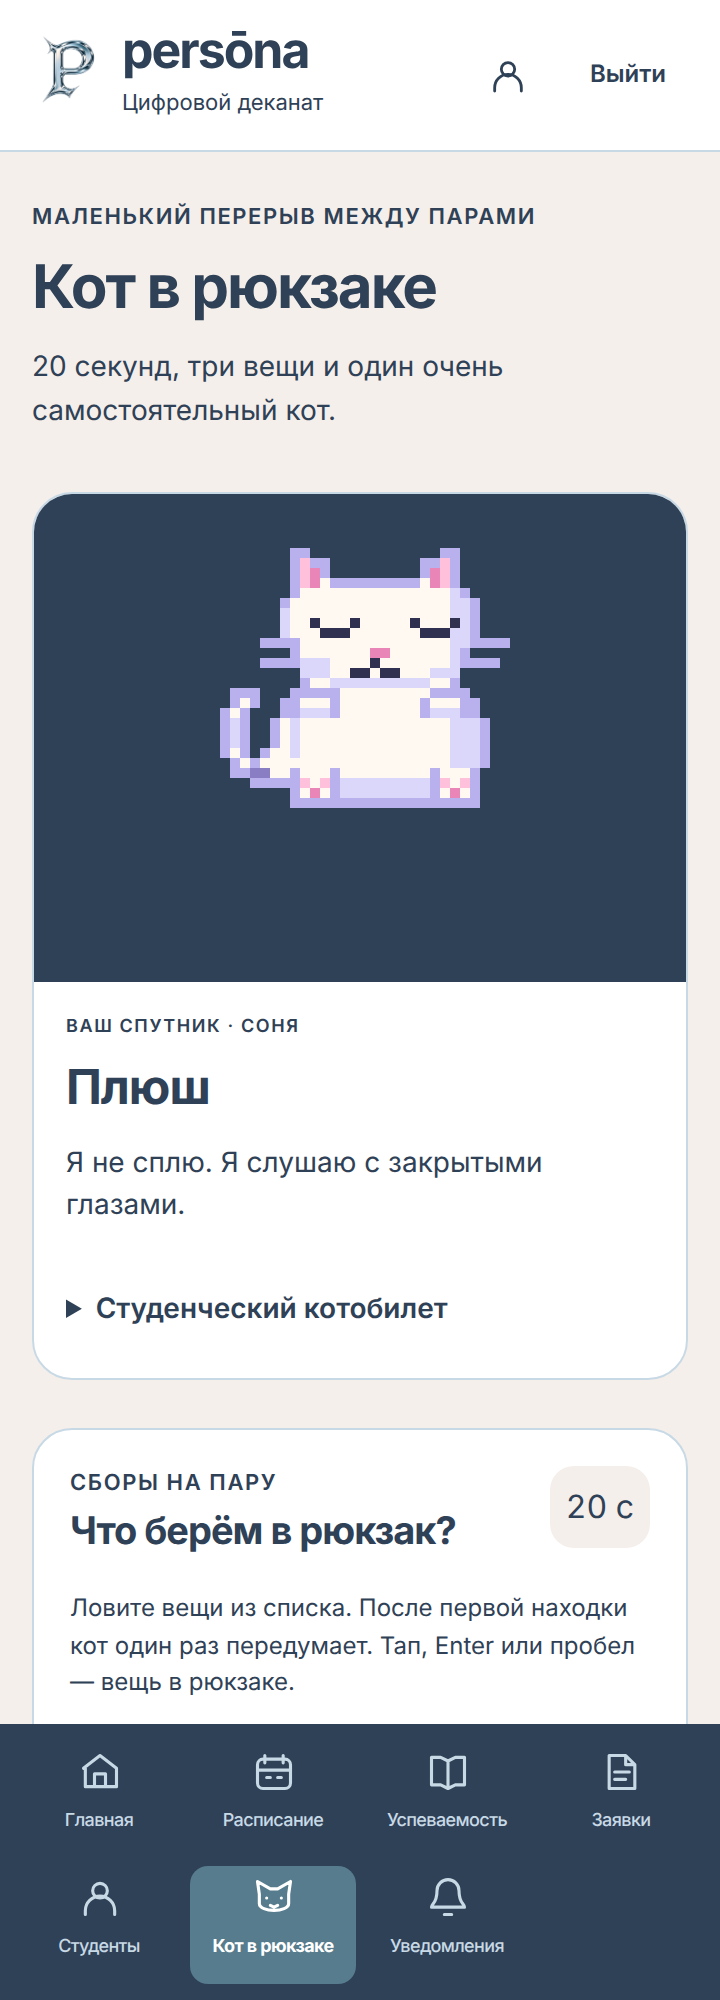 persōna
Цифровой деканат
Выйти
МАЛЕНЬКИЙ ПЕРЕРЫВ МЕЖДУ ПАРАМИ
Кот в рюкзаке
20 секунд, три вещи и один очень
самостоятельный кот.
ВАШ СПУТНИК · СОНЯ
Плюш
Я не сплю. Я слушаю с закрытыми
глазами.
Студенческий котобилет
СБОРЫ НА ПАРУ
20 с
Что берём в рюкзак?
Ловите вещи из списка. После первой находки
кот один раз передумает. Тап, Enter или пробел
— вещь в рюкзаке.
Главная
Расписание
Успеваемость
Заявки
Студенты
Кот в рюкзаке
Уведомления